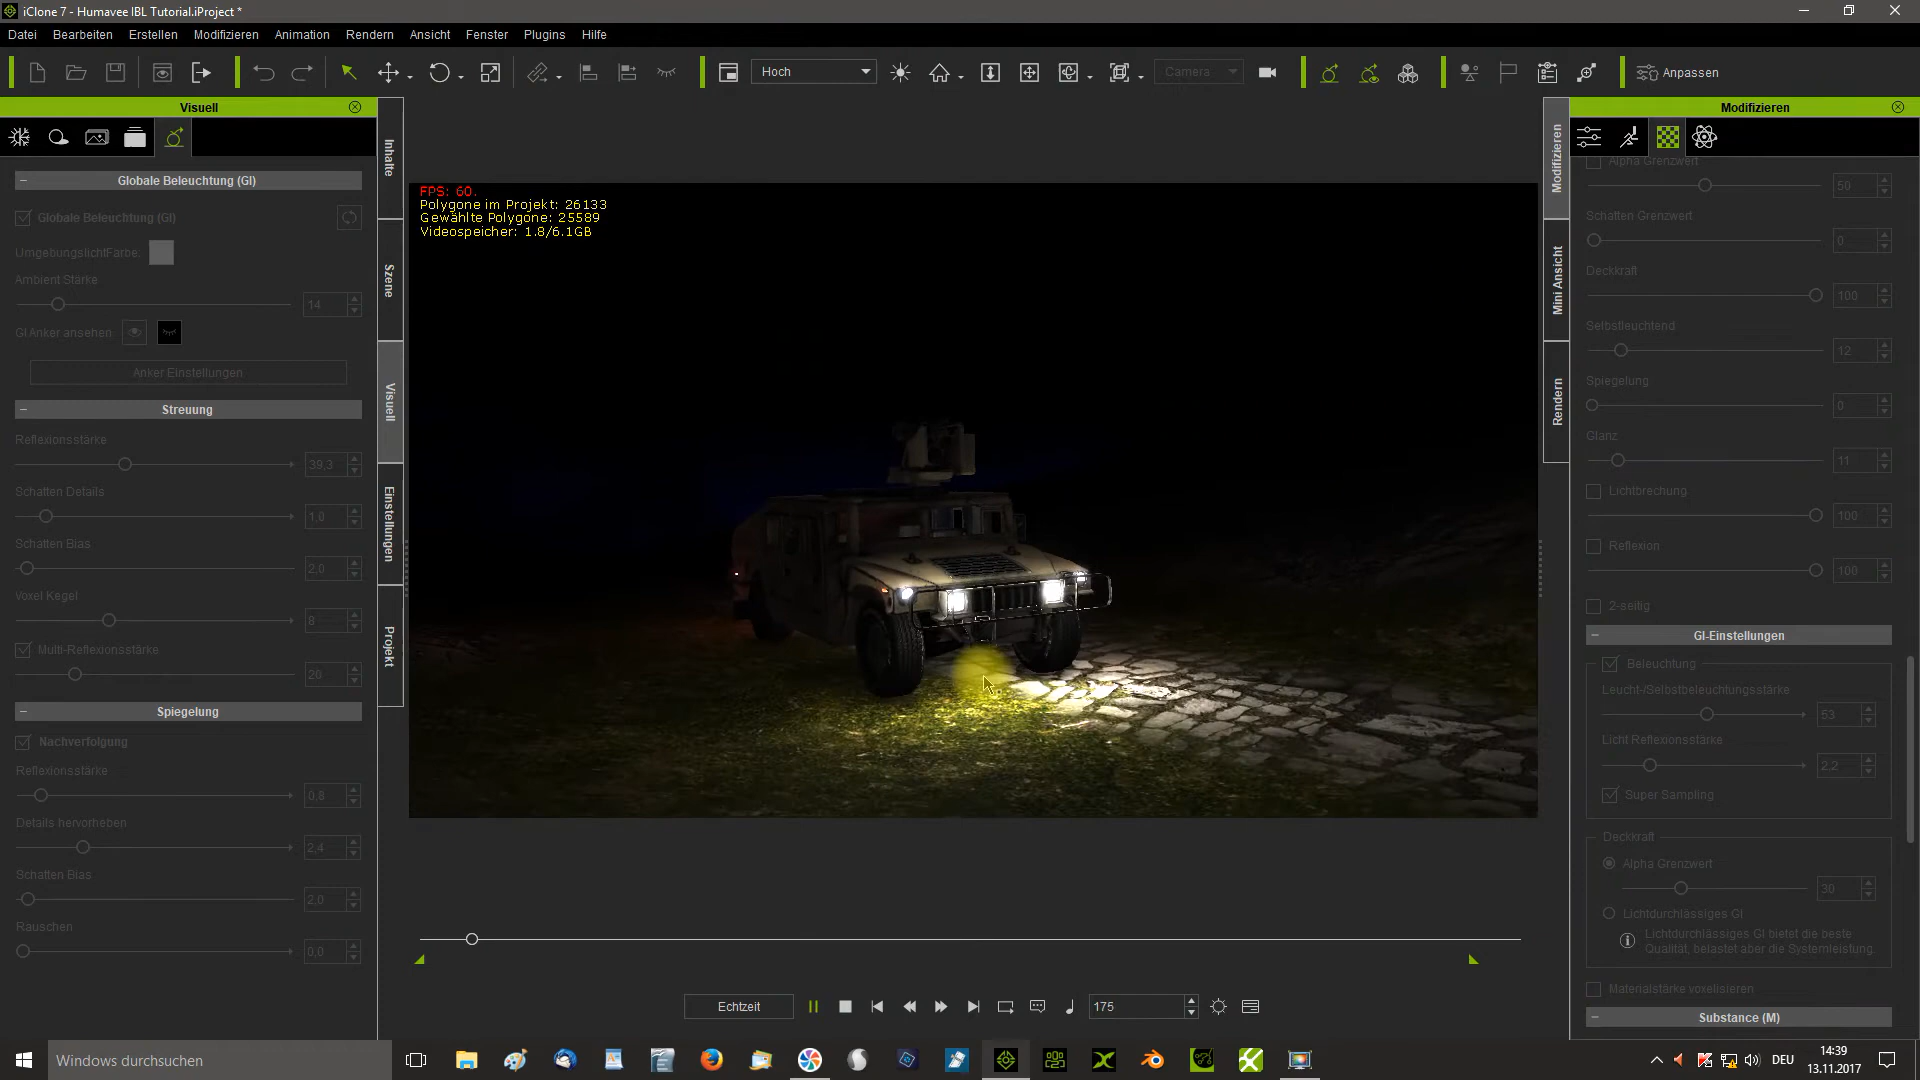 iClone 7 - Humavee IBL Tutorial.iProject *
Datei Bearbeiten Erstellen Modifizieren Animation Rendern Ansicht Fenster Plugins Hilfe
Hoch
Camera
Anpassen
Visuell
Globale Beleuchtung (GI)
Globale Beleuchtung (GI)
UmgebungslichtFarbe:
Ambient Stärke
14
GI Anker ansehen:
Anker Einstellungen
Streuung
Reflexionsstärke
39,3
Schatten Details
1,0
Schatten Bias
2,0
Voxel Kegel
8
Multi-Reflexionsstärke
20
Spiegelung
Nachverfolgung
Reflexionsstärke
0,8
Details hervorheben
2,4
Schatten Bias
2,0
Rauschen
0,0
Inhalte
Szene
Visuell
Einstellungen
Projekt
FPS: 60.
Polygone im Projekt: 26133
Gewählte Polygone: 25589
Videospeicher: 1.8/6.1GB
Echtzeit
175
Modifizieren
Mini Ansicht
Rendern
Modifizieren
Alpha Grenzwert
50
Schatten Grenzwert
0
Deckkraft
100
Selbstleuchtend
12
Spiegelung
0
Glanz
11
Lichtbrechung
100
Reflexion
100
2-seitig
GI-Einstellungen
Beleuchtung
Leucht-/Selbstbeleuchtungsstärke
53
Licht Reflexionsstärke
2,2
Super Sampling
Deckkraft
Alpha Grenzwert
30
Lichtdurchlässiges GI
Lichtdurchlässiges GI bietet die beste
Qualität, belastet aber die Systemleistung.
Materialstärke voxelisieren
Substance (M)
Windows durchsuchen
DEU
14:39
13.11.2017